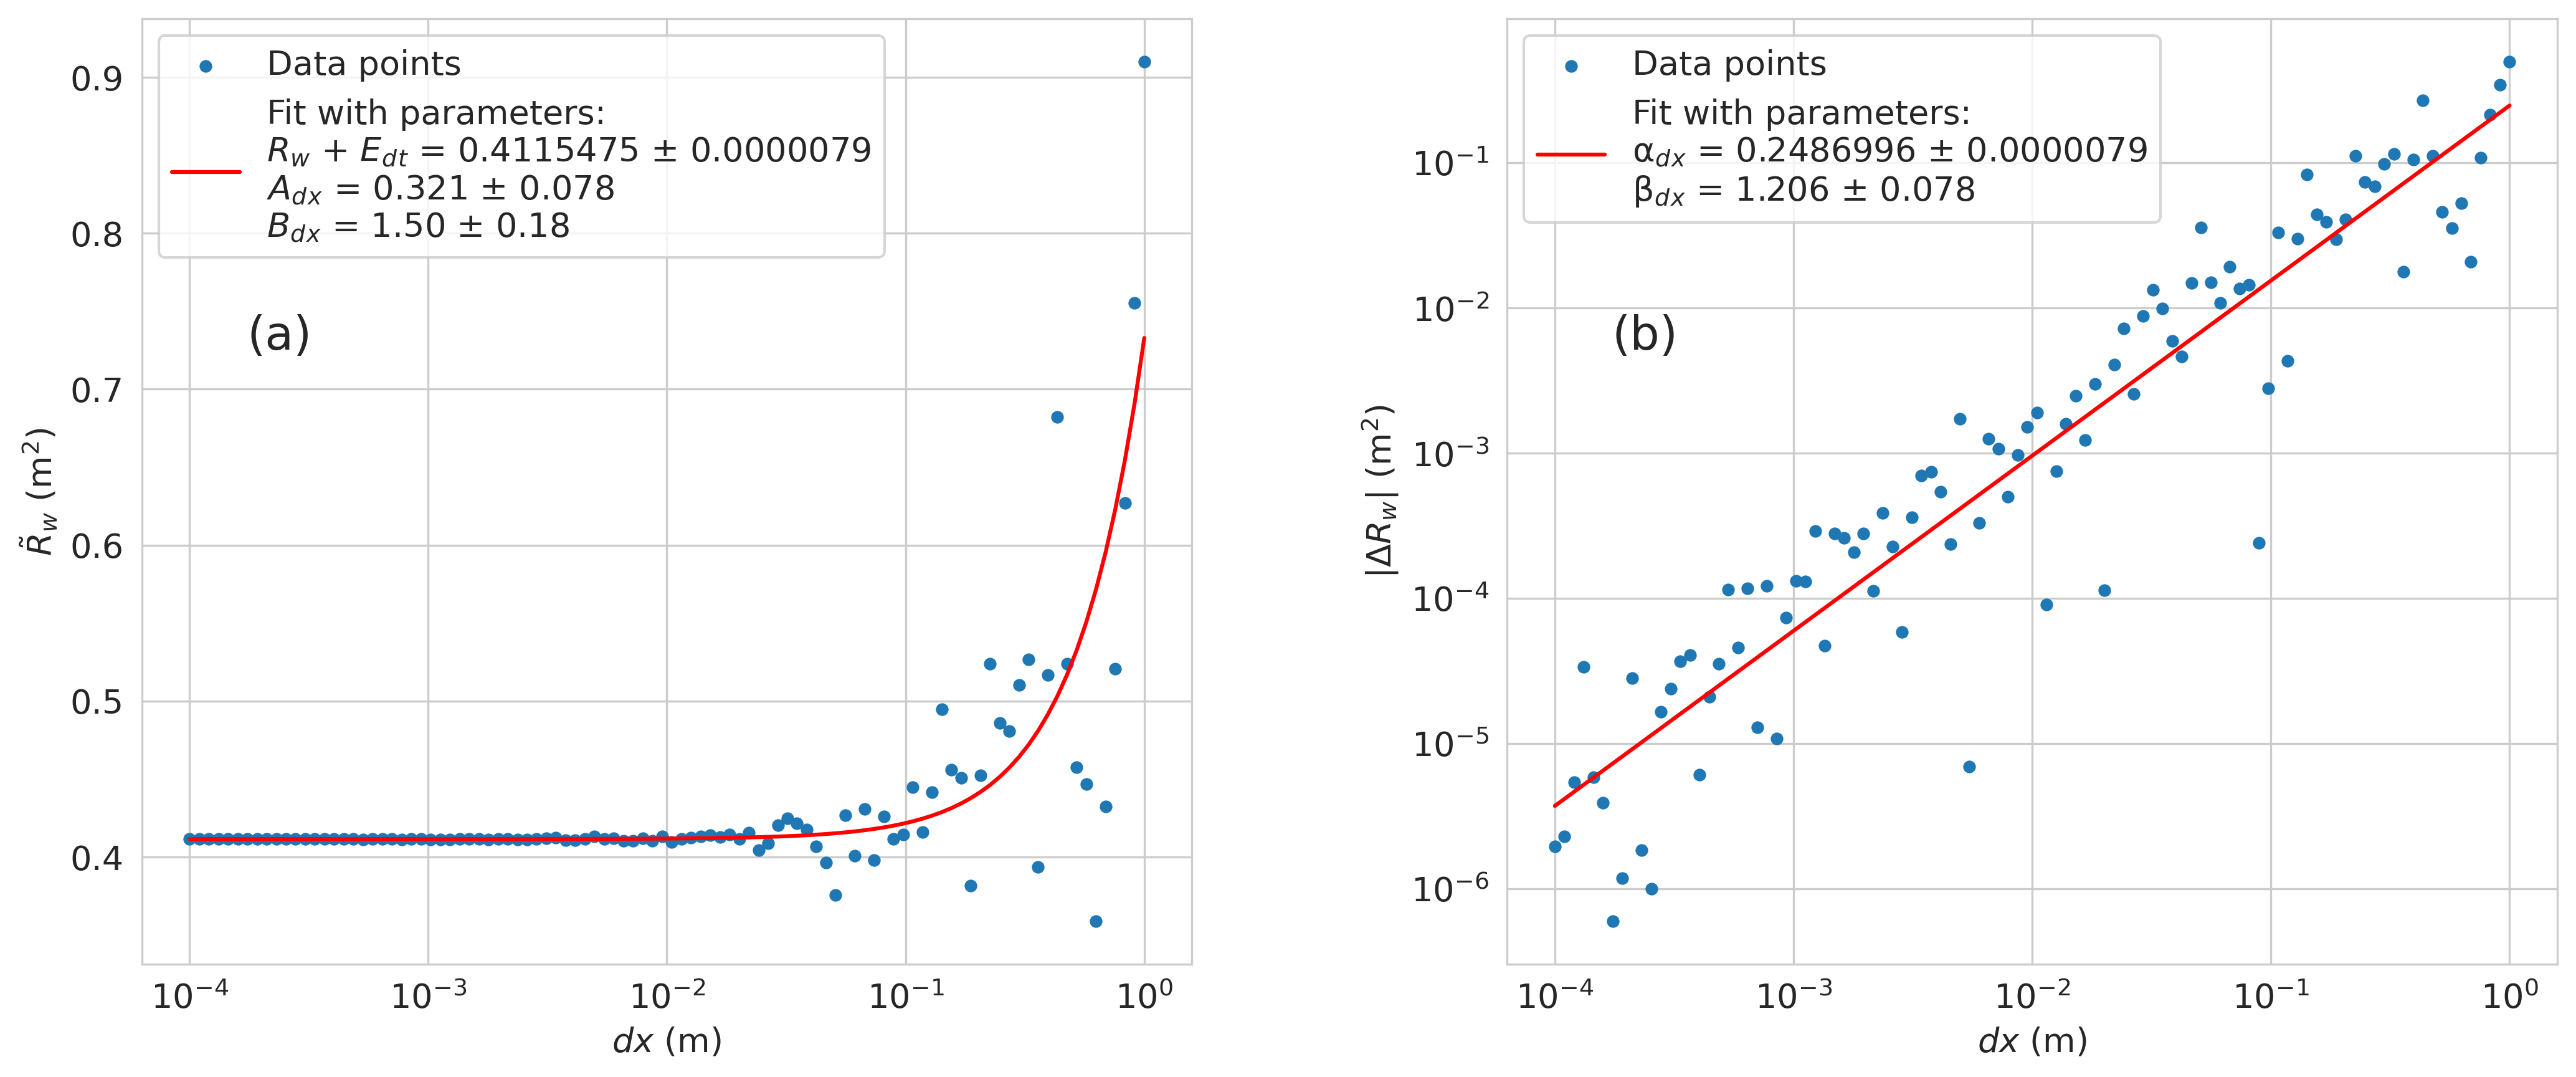 Data points
Fit with parameters:
R_w + E_dt = 0.4115475 ± 0.0000079
A_dx = 0.321 ± 0.078
B_dx = 1.50 ± 0.18
(a)
0.9
0.8
0.7
0.6
0.5
0.4
R̃_w (m²)
10⁻⁴ 10⁻³ 10⁻² 10⁻¹ 10⁰
dx (m)
Data points
Fit with parameters:
α_dx = 0.2486996 ± 0.0000079
β_dx = 1.206 ± 0.078
(b)
10⁻¹
10⁻²
10⁻³
10⁻⁴
10⁻⁵
10⁻⁶
|ΔR_w| (m²)
10⁻⁴ 10⁻³ 10⁻² 10⁻¹ 10⁰
dx (m)